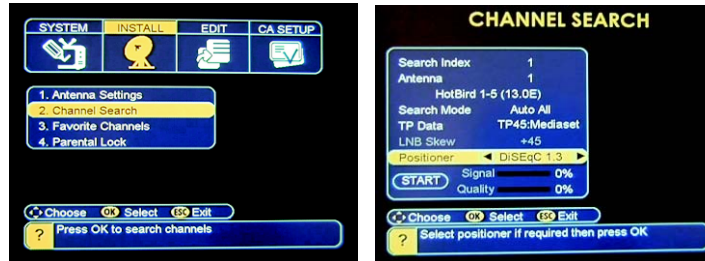 SYSTEM INSTALL EDIT CA SETUP
1. Antenna Settings
2. Channel Search
3. Favorite Channels
4. Parental Lock
Choose OK Select ESC Exit
? Press OK to search channels
CHANNEL SEARCH
Search Index 1
Antenna 1
HotBird 1-5 (13.0E)
Search Mode Auto All
TP Data TP45:Mediaset
LNB Skew +45
Positioner ◄ DiSEqC 1.3 ►
START Signal 0%
Quality 0%
Choose OK Select ESC Exit
? Select positioner if required then press OK